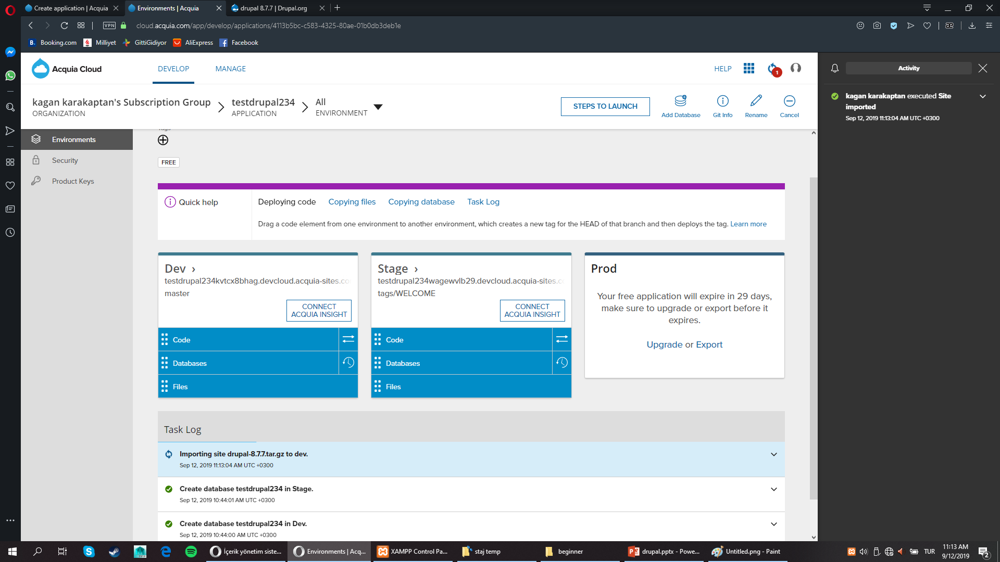 Create application | Acquia
Environments | Acquia
drupal 8.7.7 | Drupal.org
VPN
cloud.acquia.com/app/develop/applications/4113b5bc-c583-4325-80ae-01b0db3deb1e
B. Booking.com
Milliyet
GittiGidiyor
AliExpress
Facebook
Acquia Cloud
DEVELOP
MANAGE
HELP
1
Activity
kagan karakaptan's Subscription Group
ORGANIZATION
testdrupal234
APPLICATION
All
ENVIRONMENT
STEPS TO LAUNCH
Add Database
Git Info
Rename
Cancel
kagan karakaptan executed Site
imported
Sep 12, 2019 11:13:04 AM UTC +0300
Environments
Security
Product Keys
Tags
FREE
Quick help
Deploying code
Copying files
Copying database
Task Log
Drag a code element from one environment to another environment, which creates a new tag for the HEAD of that branch and then deploys the tag. Learn more
Dev
testdrupal234kvtcx8bhag.devcloud.acquia-sites.co
master
CONNECT
ACQUIA INSIGHT
Code
Databases
Files
Stage
testdrupal234wagewvlb29.devcloud.acquia-sites.c
tags/WELCOME
CONNECT
ACQUIA INSIGHT
Code
Databases
Files
Prod
Your free application will expire in 29 days,
make sure to upgrade or export before it
expires.
Upgrade or Export
Task Log
Importing site drupal-8.7.7.tar.gz to dev.
Sep 12, 2019 11:13:04 AM UTC +0300
Create database testdrupal234 in Stage.
Sep 12, 2019 10:44:01 AM UTC +0300
Create database testdrupal234 in Dev.
Sep 12, 2019 10:44:00 AM UTC +0300
İçerik yönetim siste...
Environments | Acq...
XAMPP Control Pa...
staj temp
beginner
drupal.pptx - Powe...
Untitled.png - Paint
TUR
11:13 AM
9/12/2019
2